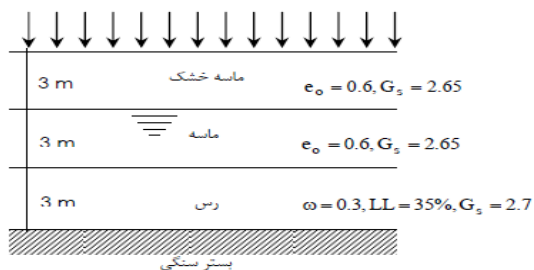 3 m ماسه خشک e₀ = 0.6, Gₛ = 2.65
3 m ماسه e₀ = 0.6, Gₛ = 2.65
3 m رس ω = 0.3, LL = 35%, Gₛ = 2.7
بستر سنگی